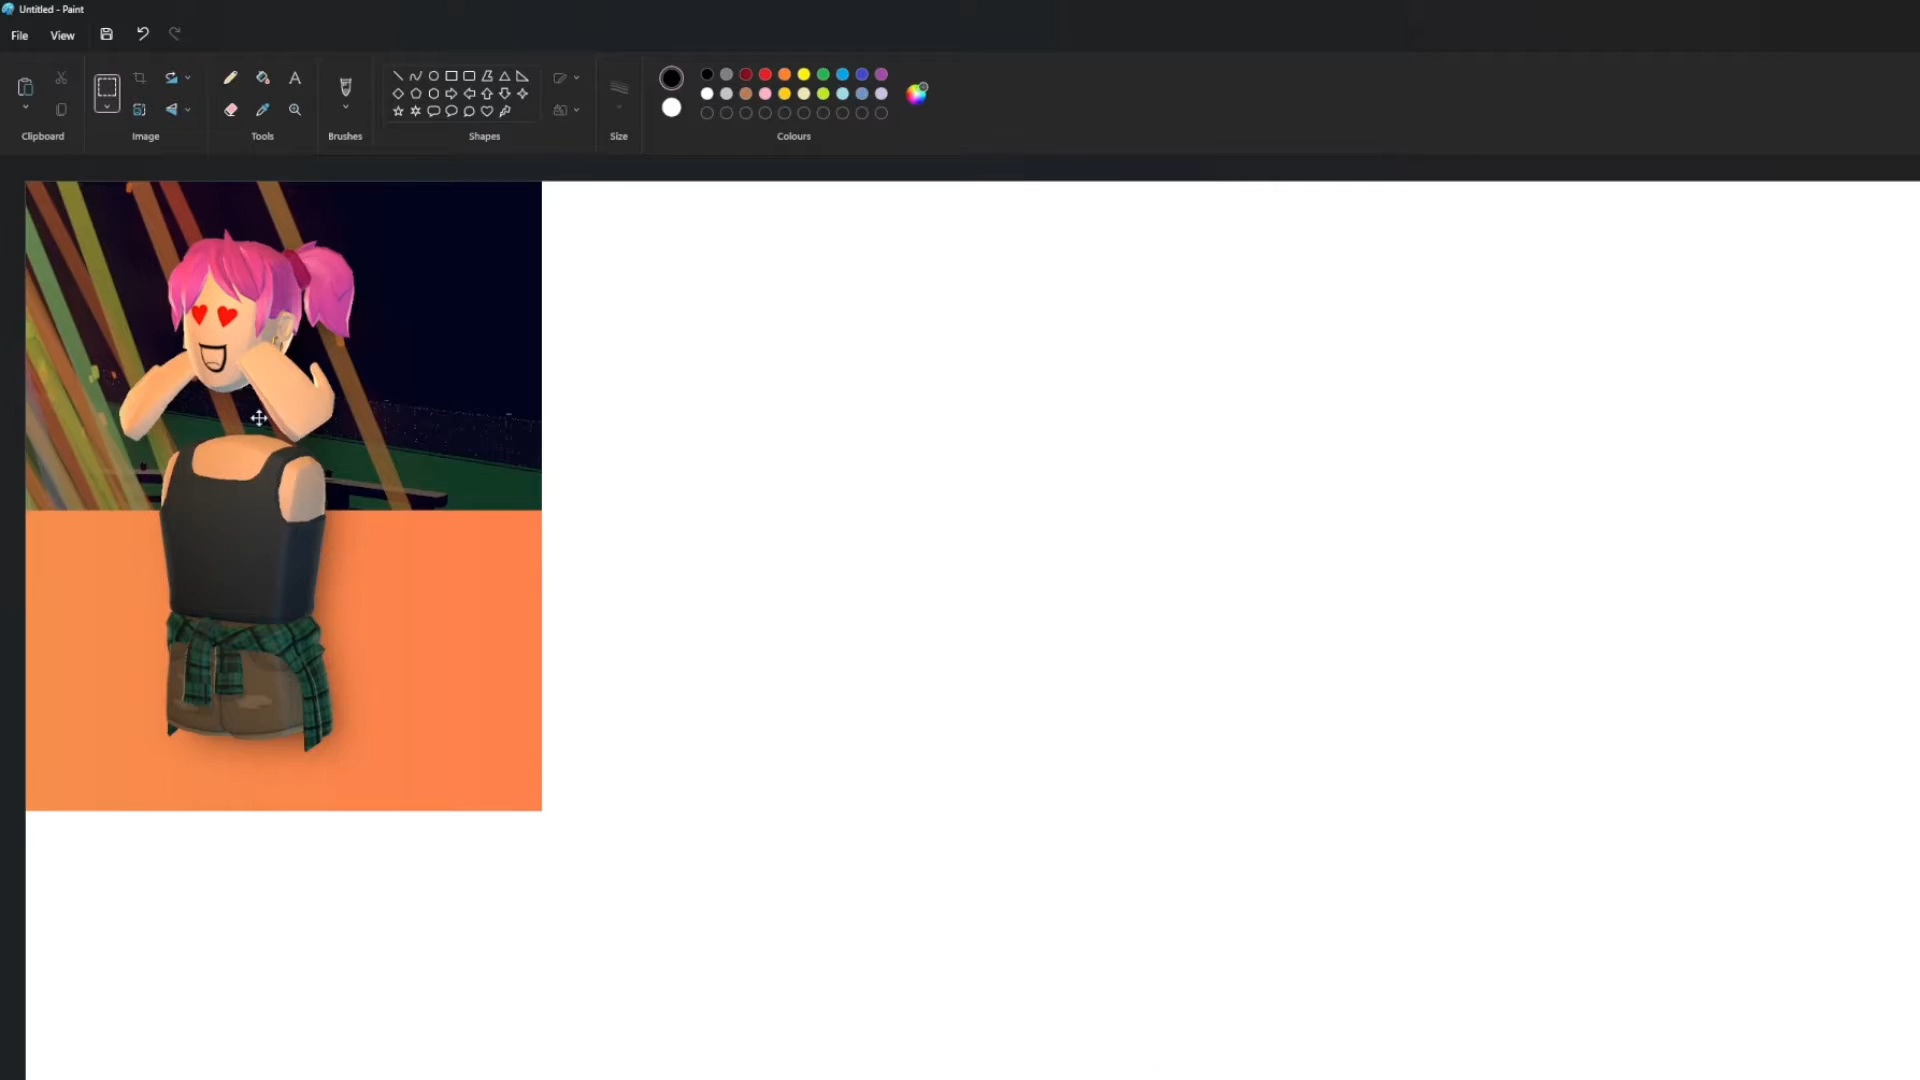 Untitled - Paint
File View
Clipboard Image Tools Brushes Shapes Size Colours